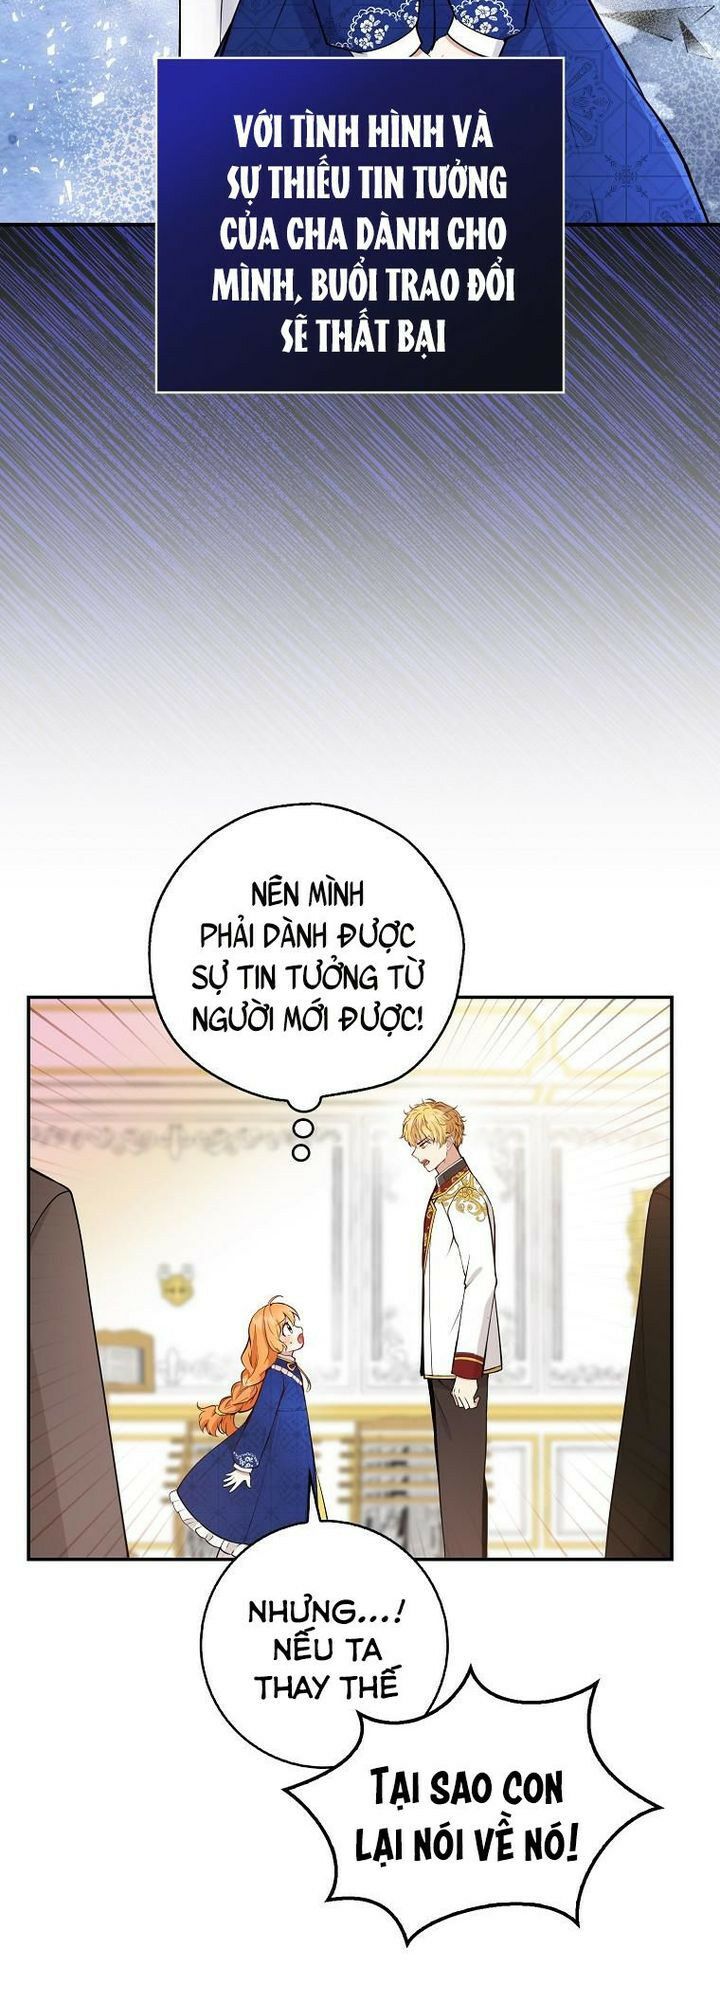 VỚI TÌNH HÌNH VÀ
SỰ THIẾU TIN TƯỞNG
CỦA CHA DÀNH CHO
MÌNH, BUỔI TRAO ĐỔI
SẼ THẤT BẠI
NÊN MÌNH
PHẢI DÀNH ĐƯỢC
SỰ TIN TƯỞNG TỪ
NGƯỜI MỚI ĐƯỢC!
NHƯNG...!
NẾU TA
THAY THẾ
TẠI SAO CON
LẠI NÓI VỀ NÓ!